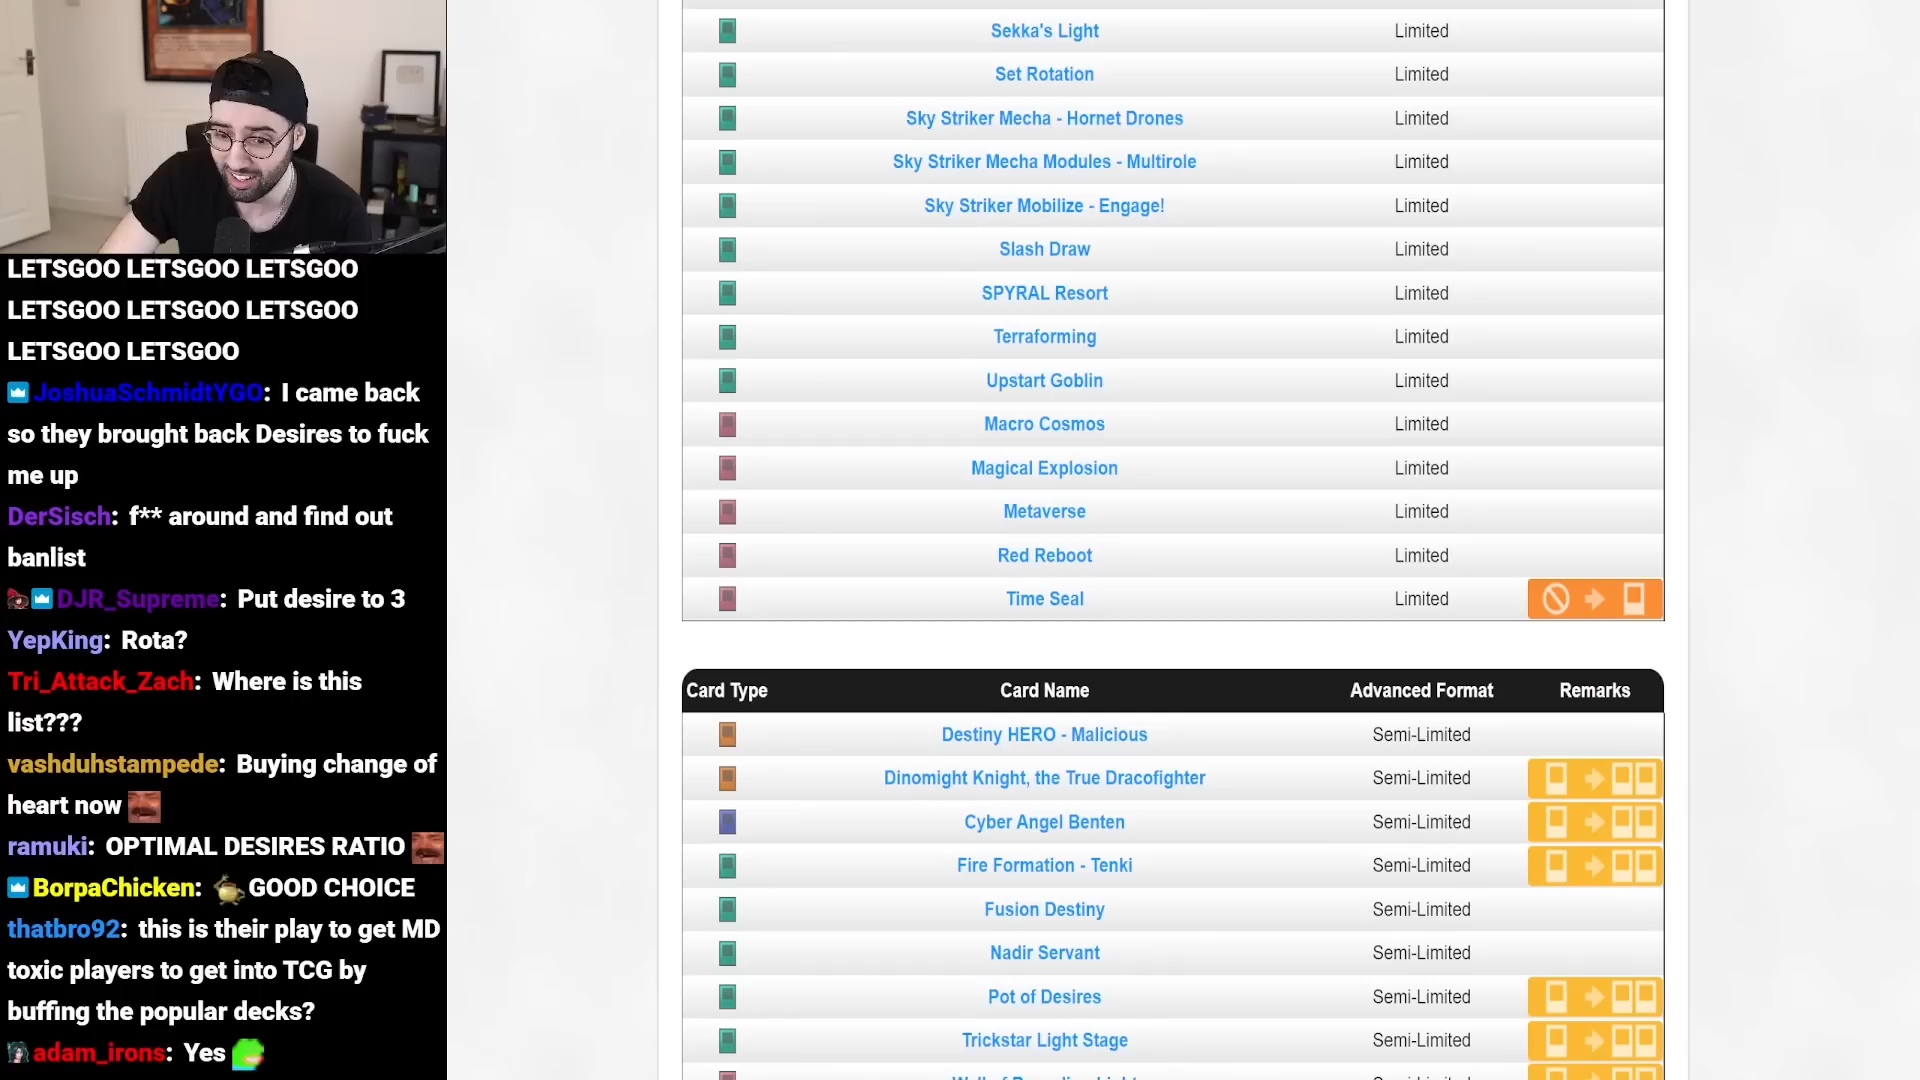 LETSGOO LETSGOO LETSGOO
LETSGOO LETSGOO LETSGOO
LETSGOO LETSGOO
JoshuaSchmidtYGO: I came back
so they brought back Desires to fuck
me up
DerSisch: f** around and find out
banlist
DJR_Supreme: Put desire to 3
YepKing: Rota?
Tri_Attack_Zach: Where is this
list???
vashduhstampede: Buying change of
heart now
ramuki: OPTIMAL DESIRES RATIO
BorpaChicken: GOOD CHOICE
thatbro92: this is their play to get MD
toxic players to get into TCG by
buffing the popular decks?
adam_irons: Yes
Sekka's Light Limited
Set Rotation Limited
Sky Striker Mecha - Hornet Drones Limited
Sky Striker Mecha Modules - Multirole Limited
Sky Striker Mobilize - Engage! Limited
Slash Draw Limited
SPYRAL Resort Limited
Terraforming Limited
Upstart Goblin Limited
Macro Cosmos Limited
Magical Explosion Limited
Metaverse Limited
Red Reboot Limited
Time Seal Limited
Card Type Card Name Advanced Format Remarks
Destiny HERO - Malicious Semi-Limited
Dinomight Knight, the True Dracofighter Semi-Limited
Cyber Angel Benten Semi-Limited
Fire Formation - Tenki Semi-Limited
Fusion Destiny Semi-Limited
Nadir Servant Semi-Limited
Pot of Desires Semi-Limited
Trickstar Light Stage Semi-Limited